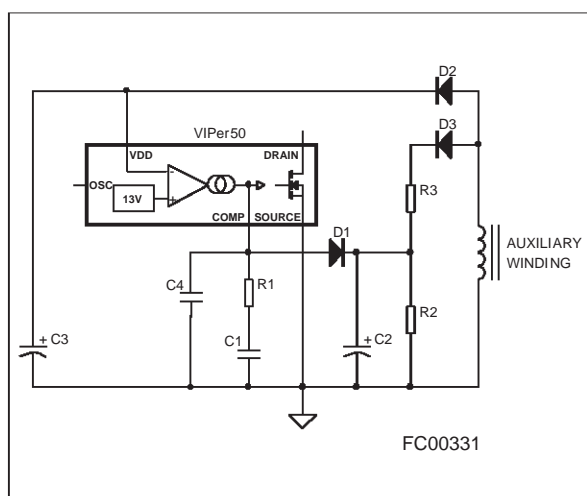 D2
D3
VIPer50
VDD
DRAIN
OSC
-
13V
+
COMP
SOURCE
R3
D1
AUXILIARY
WINDING
C4
R1
R2
+
C3
C1
+
C2
FC00331